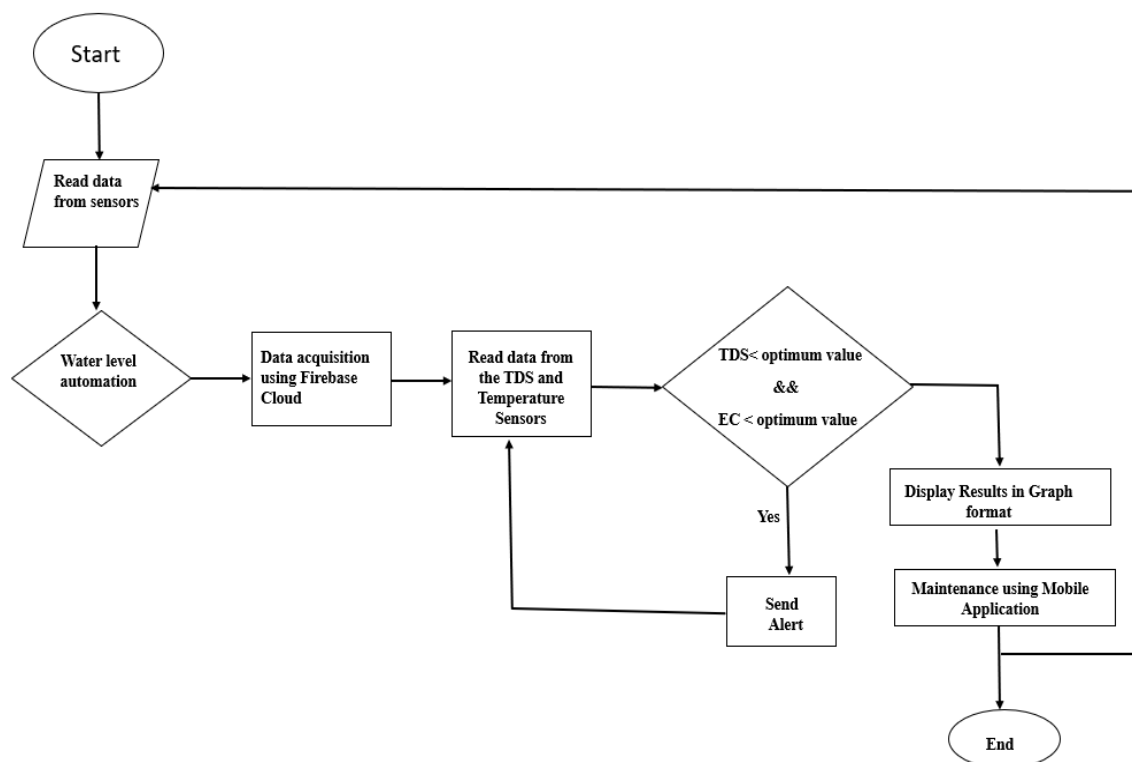 Start
Read data
from sensors
Water level
automation
Data acquisition
using Firebase
Cloud
Read data from
the TDS and
Temperature
Sensors
TDS< optimum value
&&
EC < optimum value
Yes
Send
Alert
Display Results in Graph
format
Maintenance using Mobile
Application
End